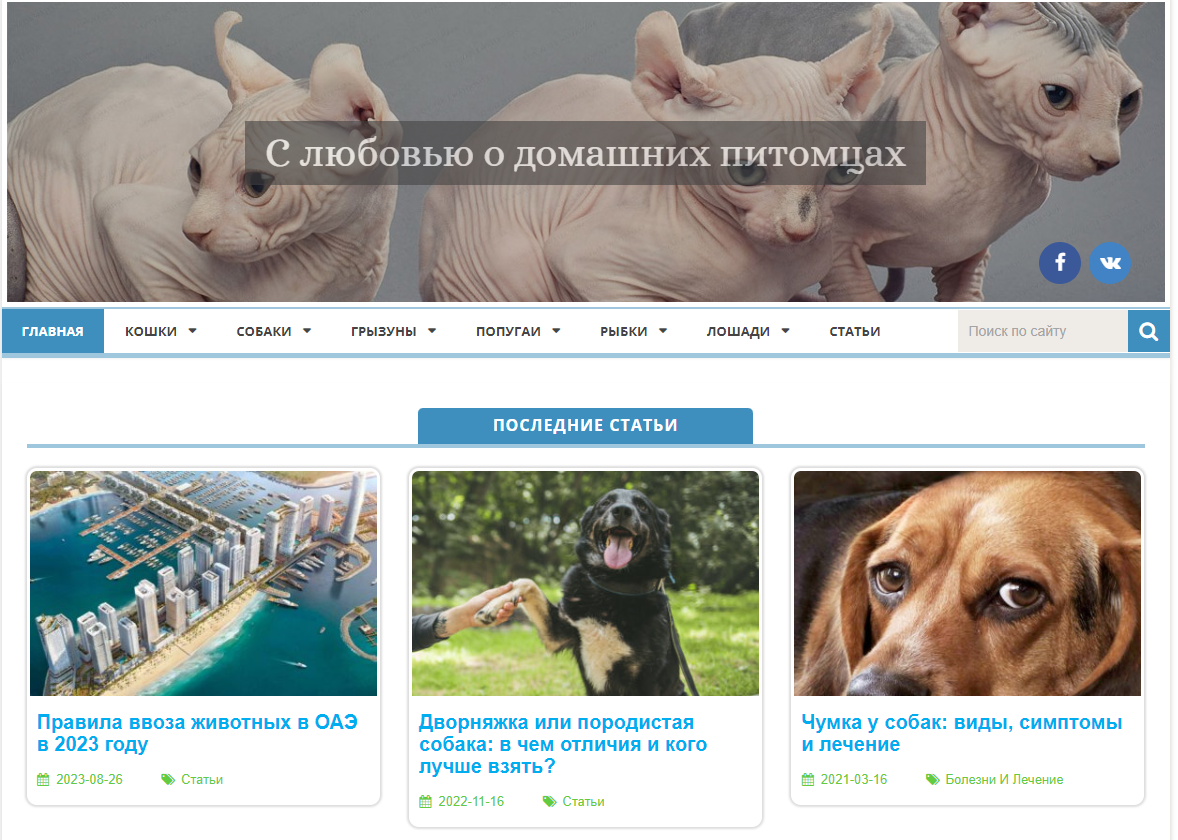 С любовью о домашних питомцах
ГЛАВНАЯ КОШКИ СОБАКИ ГРЫЗУНЫ ПОПУГАИ РЫБКИ ЛОШАДИ СТАТЬИ Поиск по сайту
ПОСЛЕДНИЕ СТАТЬИ
Правила ввоза животных в ОАЭ
в 2023 году
2023-08-26 Статьи
Дворняжка или породистая
собака: в чем отличия и кого
лучше взять?
2022-11-16 Статьи
Чумка у собак: виды, симптомы
и лечение
2021-03-16 Болезни И Лечение